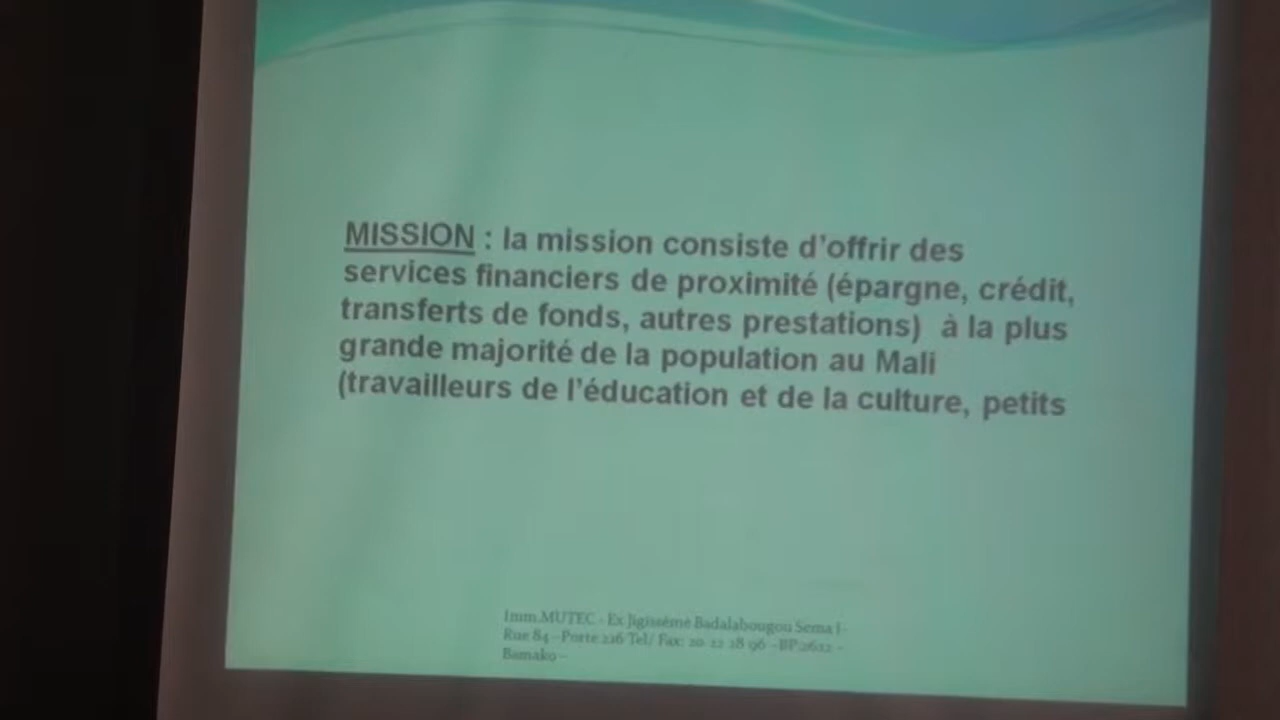 MISSION : la mission consiste d'offrir des
services financiers de proximité (épargne, crédit,
transferts de fonds, autres prestations) à la plus
grande majorité de la population au Mali
(travailleurs de l'éducation et de la culture, petits
Imm.MUTEC - Ex Jigisèmè Badalabougou Sema I-
Rue 84 -Porte 226 Tel/ Fax: 20 22 18 96 -BP:2612 -
Bamako -